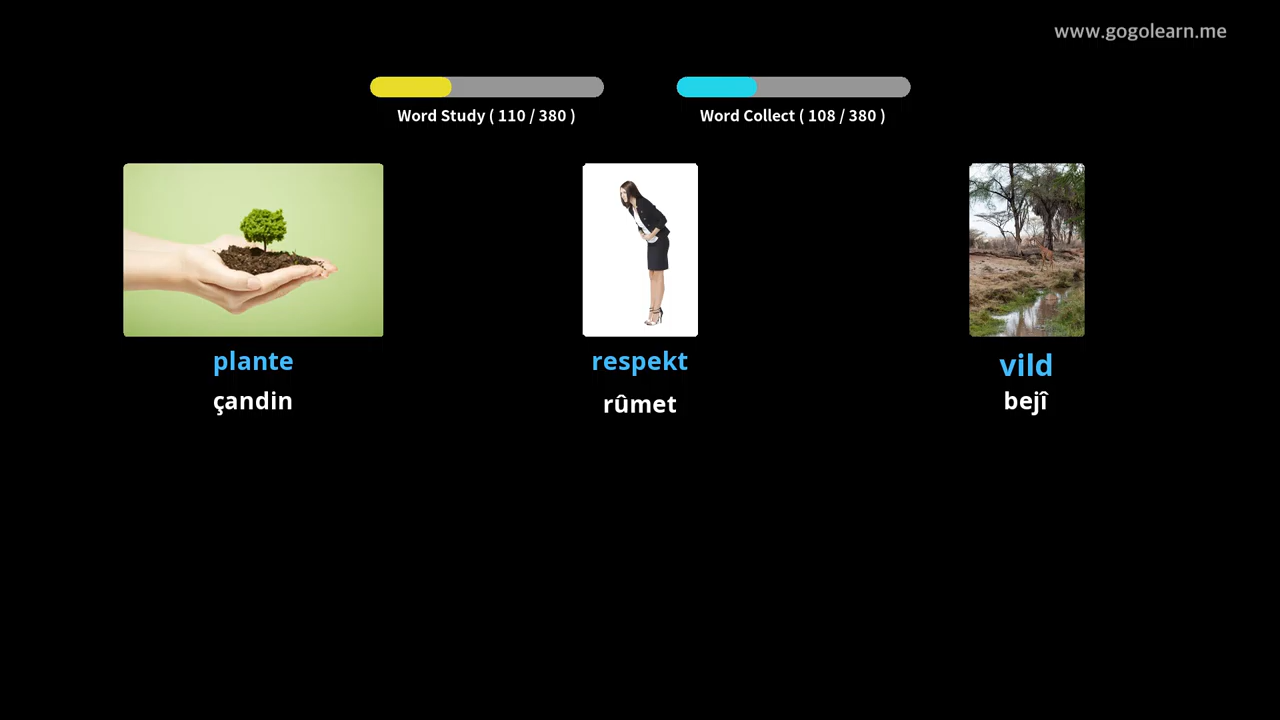 www.gogolearn.me
Word Study ( 110 / 380 )
Word Collect ( 108 / 380 )
plante
respekt
vild
çandin
rûmet
bejî